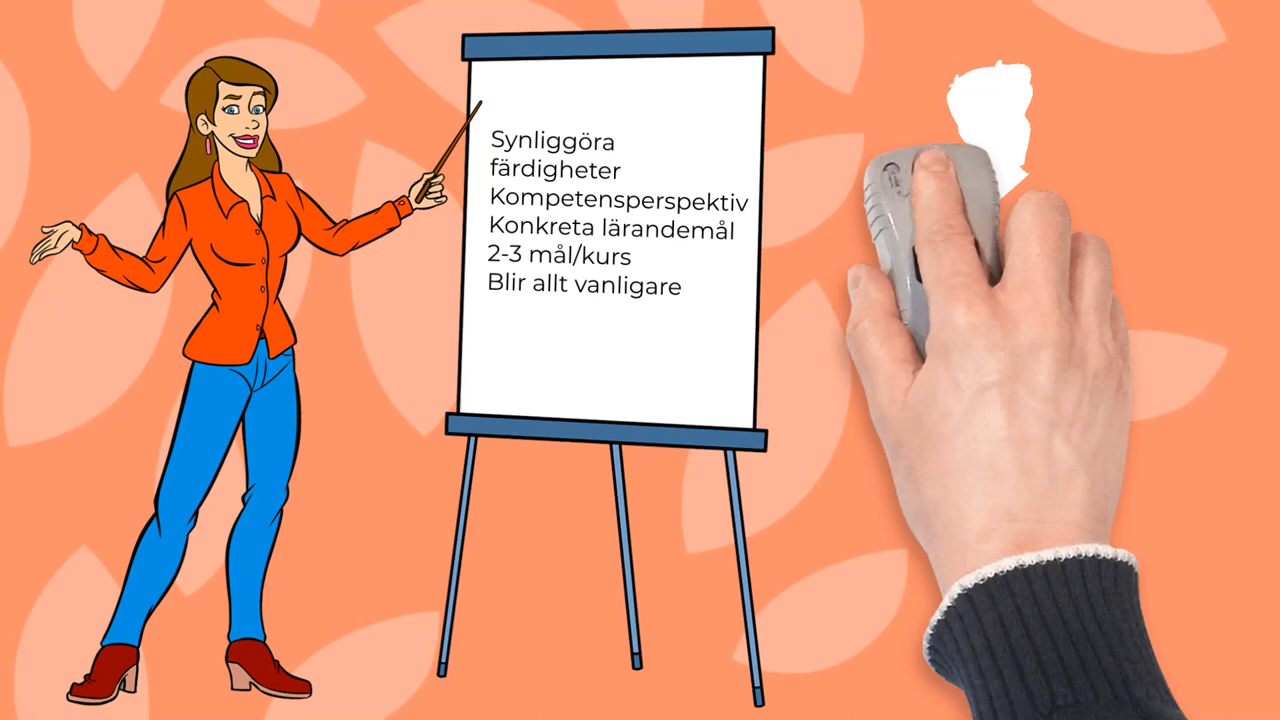 Synliggöra
färdigheter
Kompetensperspektiv
Konkreta lärandemål
2-3 mål/kurs
Blir allt vanligare